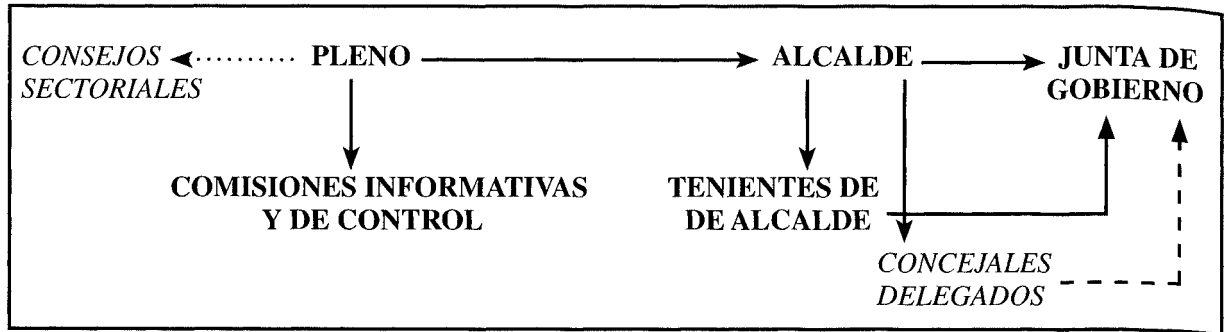 CONSEJOS
SECTORIALES
PLENO
ALCALDE
JUNTA DE
GOBIERNO
COMISIONES INFORMATIVAS
Y DE CONTROL
TENIENTES DE
DE ALCALDE
CONCEJALES
DELEGADOS